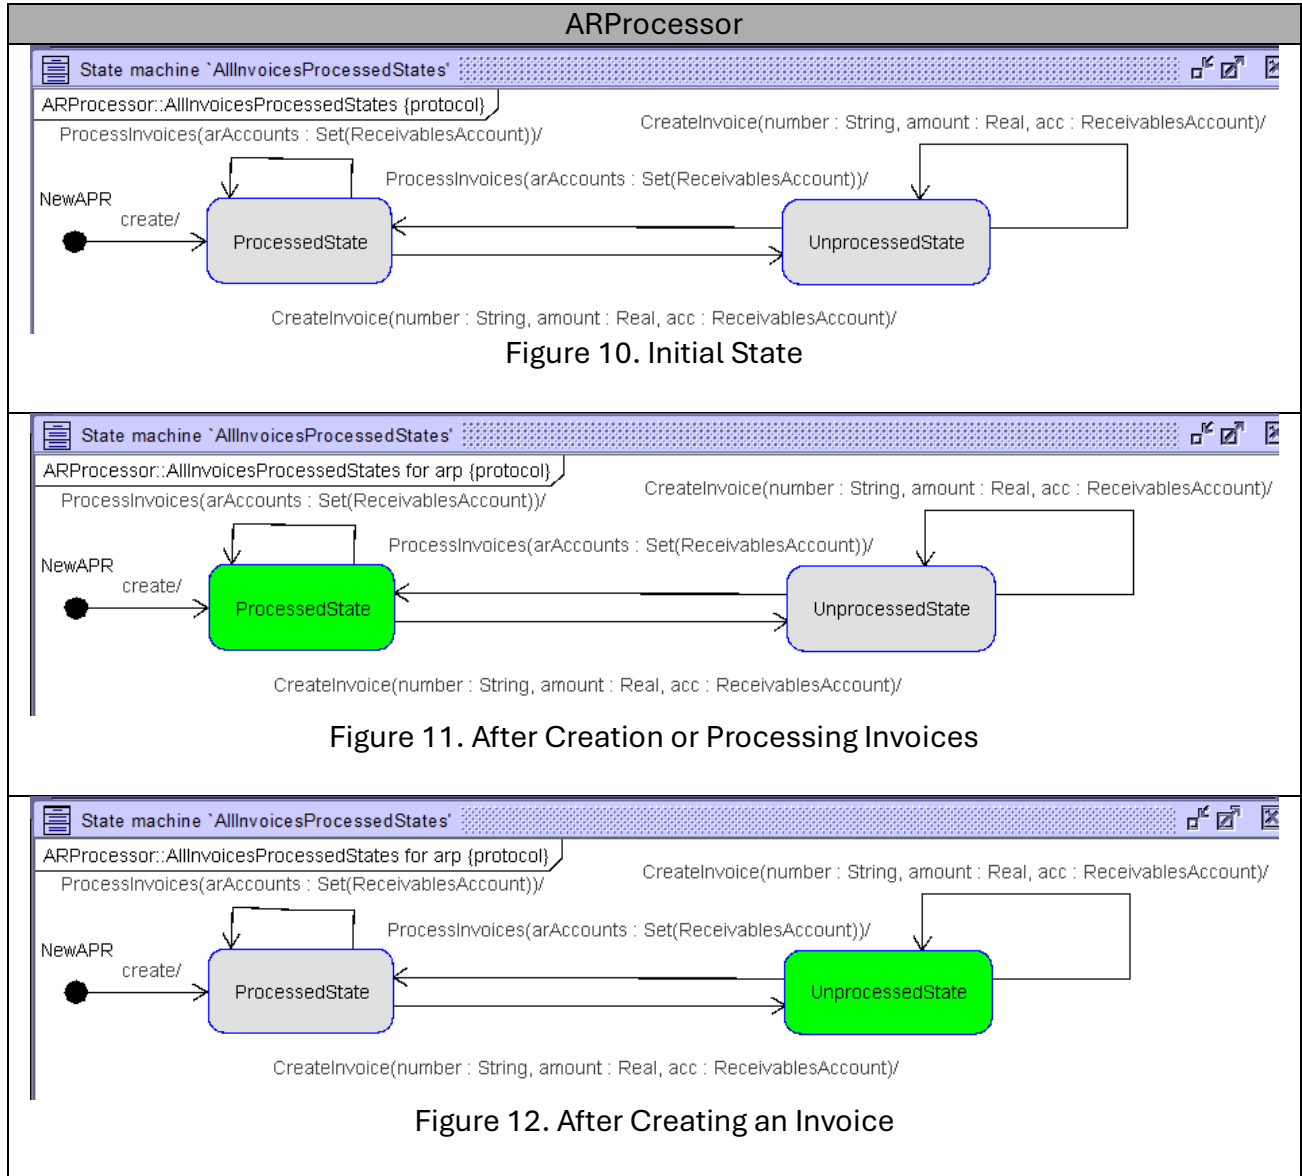 ARProcessor
State machine `AllInvoicesProcessedStates'
ARProcessor::AllInvoicesProcessedStates {protocol}
ProcessInvoices(arAccounts : Set(ReceivablesAccount))/
CreateInvoice(number : String, amount : Real, acc : ReceivablesAccount)/
ProcessInvoices(arAccounts : Set(ReceivablesAccount))/
NewAPR
create/
ProcessedState
UnprocessedState
CreateInvoice(number : String, amount : Real, acc : ReceivablesAccount)/
Figure 10. Initial State
State machine `AllInvoicesProcessedStates'
ARProcessor::AllInvoicesProcessedStates for arp {protocol}
ProcessInvoices(arAccounts : Set(ReceivablesAccount))/
CreateInvoice(number : String, amount : Real, acc : ReceivablesAccount)/
ProcessInvoices(arAccounts : Set(ReceivablesAccount))/
NewAPR
create/
ProcessedState
UnprocessedState
CreateInvoice(number : String, amount : Real, acc : ReceivablesAccount)/
Figure 11. After Creation or Processing Invoices
State machine `AllInvoicesProcessedStates'
ARProcessor::AllInvoicesProcessedStates for arp {protocol}
ProcessInvoices(arAccounts : Set(ReceivablesAccount))/
CreateInvoice(number : String, amount : Real, acc : ReceivablesAccount)/
ProcessInvoices(arAccounts : Set(ReceivablesAccount))/
NewAPR
create/
ProcessedState
UnprocessedState
CreateInvoice(number : String, amount : Real, acc : ReceivablesAccount)/
Figure 12. After Creating an Invoice